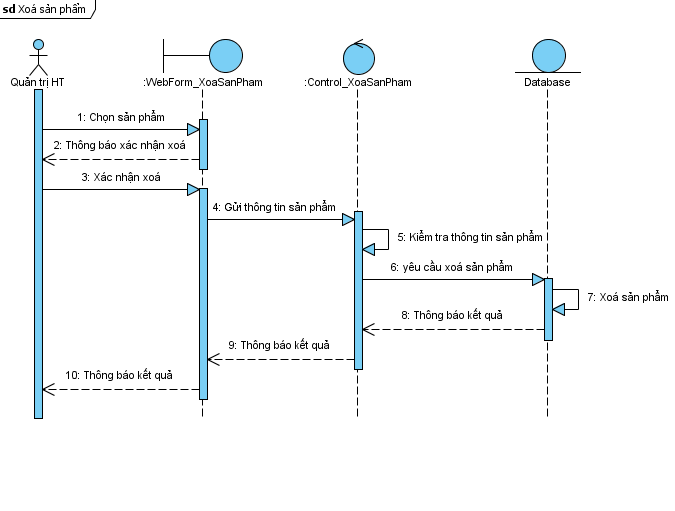 sd Xoá sản phẩm
Quản trị HT
:WebForm_XoaSanPham
:Control_XoaSanPham
Database
1: Chọn sản phẩm
2: Thông báo xác nhận xoá
3: Xác nhận xoá
4: Gửi thông tin sản phẩm
5: Kiểm tra thông tin sản phẩm
6: yêu cầu xoá sản phẩm
7: Xoá sản phẩm
8: Thông báo kết quả
9: Thông báo kết quả
10: Thông báo kết quả